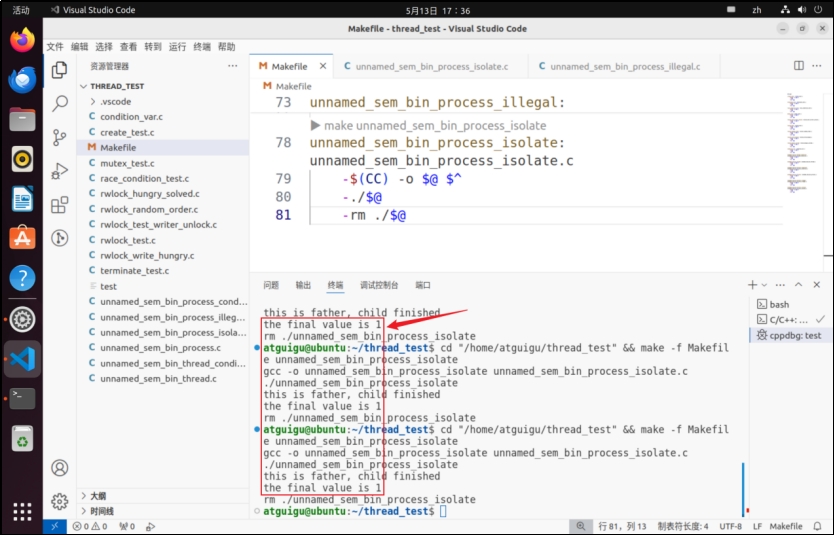 活动
Visual Studio Code
5月13日 17：36
zh
Makefile - thread_test - Visual Studio Code
文件 编辑 选择 查看 转到 运行 终端 帮助
资源管理器
THREAD_TEST
.vscode
condition_var.c
create_test.c
Makefile
mutex_test.c
race_condition_test.c
rwlock_hungry_solved.c
rwlock_random_order.c
rwlock_test_writer_unlock.c
rwlock_test.c
rwlock_write_hungry.c
terminate_test.c
test
unnamed_sem_bin_process_cond...
unnamed_sem_bin_process_illeg...
unnamed_sem_bin_process_isola...
unnamed_sem_bin_process.c
unnamed_sem_bin_thread_condi...
unnamed_sem_bin_thread.c
大纲
时间线
Makefile
unnamed_sem_bin_process_isolate.c
unnamed_sem_bin_process_illegal.c
Makefile
73 unnamed_sem_bin_process_illegal:
make unnamed_sem_bin_process_isolate
78 unnamed_sem_bin_process_isolate:
unnamed_sem_bin_process_isolate.c
79 -$(CC) -o $@ $^
80 -./$@
81 -rm ./$@
问题 输出 终端 调试控制台 端口
this is father, child finished
the final value is 1
rm ./unnamed_sem_bin_process_isolate
atguigu@ubuntu:~/thread_test$ cd "/home/atguigu/thread_test" && make -f Makefil
e unnamed_sem_bin_process_isolate
gcc -o unnamed_sem_bin_process_isolate unnamed_sem_bin_process_isolate.c
./unnamed_sem_bin_process_isolate
this is father, child finished
the final value is 1
rm ./unnamed_sem_bin_process_isolate
atguigu@ubuntu:~/thread_test$ cd "/home/atguigu/thread_test" && make -f Makefil
e unnamed_sem_bin_process_isolate
gcc -o unnamed_sem_bin_process_isolate unnamed_sem_bin_process_isolate.c
./unnamed_sem_bin_process_isolate
this is father, child finished
the final value is 1
rm ./unnamed_sem_bin_process_isolate
atguigu@ubuntu:~/thread_test$
bash
C/C++: ...
cppdbg: test
0 0
0
行 81，列 13 制表符长度: 4 UTF-8 LF Makefile